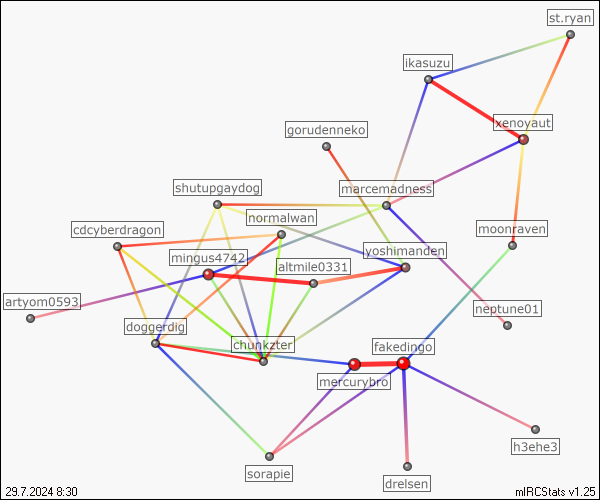 st.ryan
ikasuzu
xenoyaut
gorudenneko
shutupgaydog
marcemadness
normalwan
cdcyberdragon
moonraven
mingus4742
yoshimanden
altmile0331
artyom0593
neptune01
doggerdig
chunkzter
fakedingo
mercurybro
h3ehe3
sorapie
drelsen
29.7.2024 8:30
mIRCStats v1.25